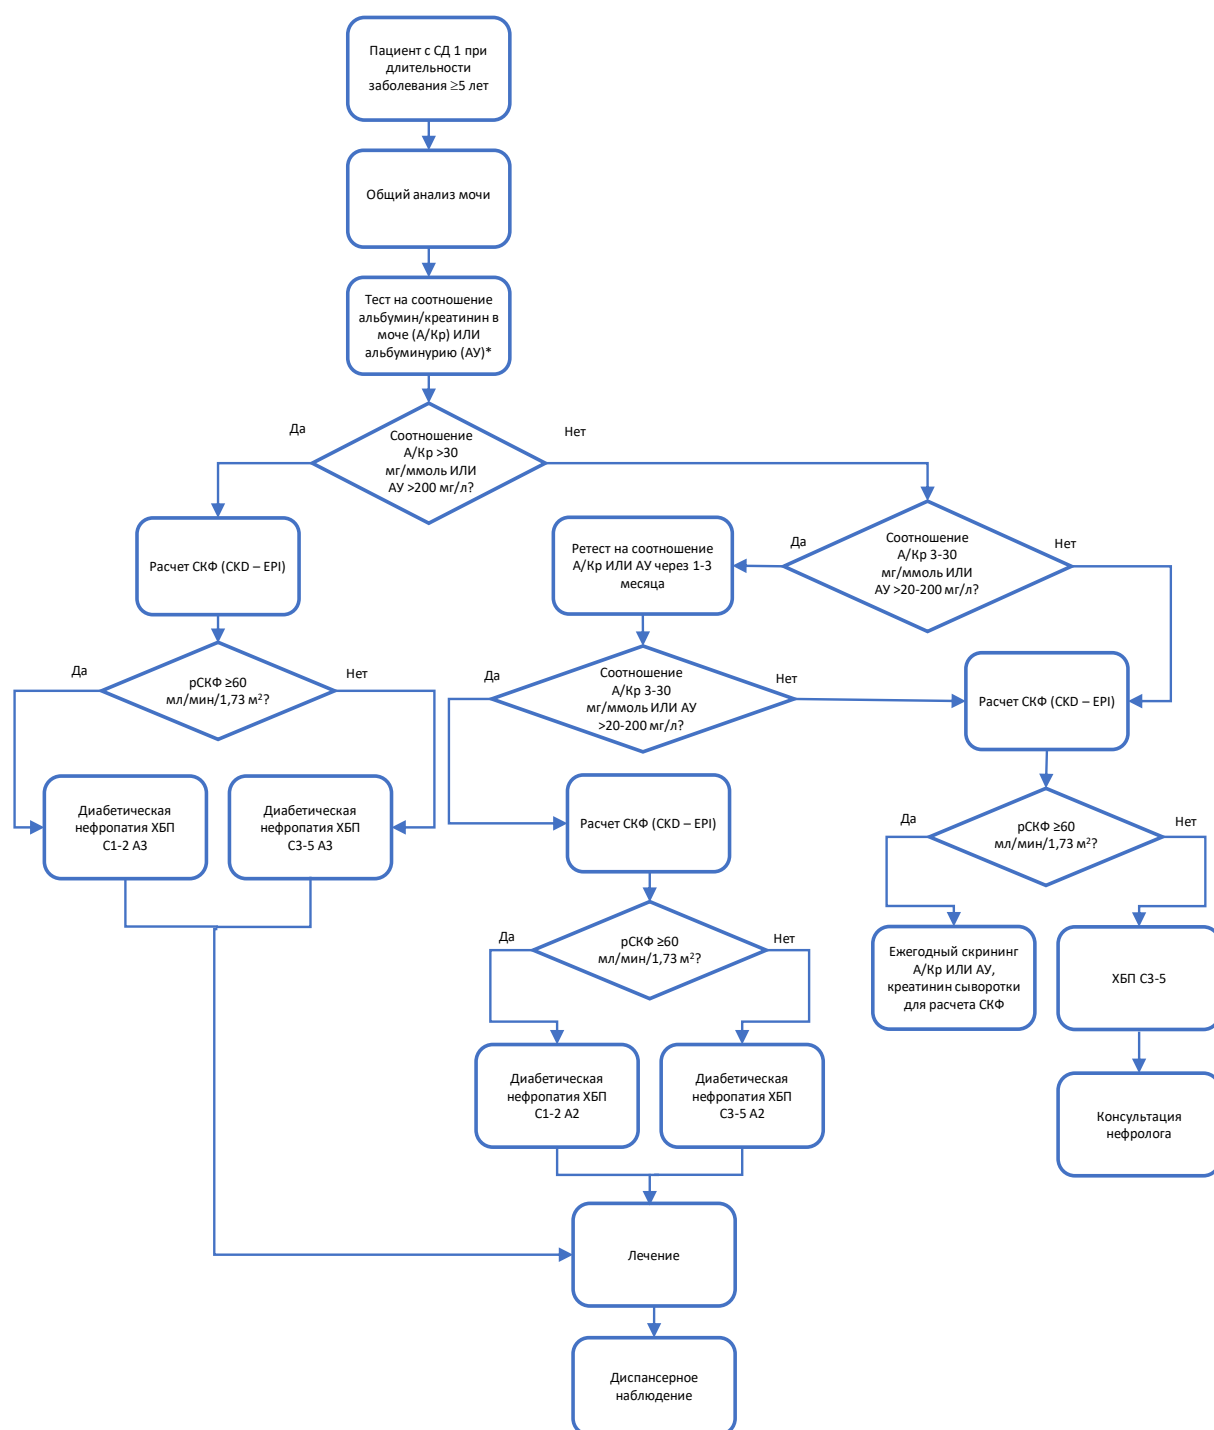 Пациент с СД 1 при
длительности
заболевания ≥5 лет
Общий анализ мочи
Тест на соотношение
альбумин/креатинин в
моче (А/Кр) ИЛИ
альбуминурию (АУ)*
Да
Нет
Соотношение
А/Кр >30
мг/ммоль ИЛИ
АУ >200 мг/л?
Расчет СКФ (CKD – EPI)
Ретест на соотношение
А/Кр ИЛИ АУ через 1-3
месяца
Да
Соотношение
А/Кр 3-30
мг/ммоль ИЛИ
АУ >20-200 мг/л?
Нет
Да
рСКФ ≥60
мл/мин/1,73 м²?
Нет
Да
Соотношение
А/Кр 3-30
мг/ммоль ИЛИ АУ
>20-200 мг/л?
Нет
Расчет СКФ (CKD – EPI)
Диабетическая
нефропатия ХБП
С1-2 А3
Диабетическая
нефропатия ХБП
С3-5 А3
Расчет СКФ (CKD – EPI)
Да
рСКФ ≥60
мл/мин/1,73 м²?
Нет
Да
рСКФ ≥60
мл/мин/1,73 м²?
Нет
Ежегодный скрининг
А/Кр ИЛИ АУ,
креатинин сыворотки
для расчета СКФ
ХБП С3-5
Диабетическая
нефропатия ХБП
С1-2 А2
Диабетическая
нефропатия ХБП
С3-5 А2
Консультация
нефролога
Лечение
Диспансерное
наблюдение